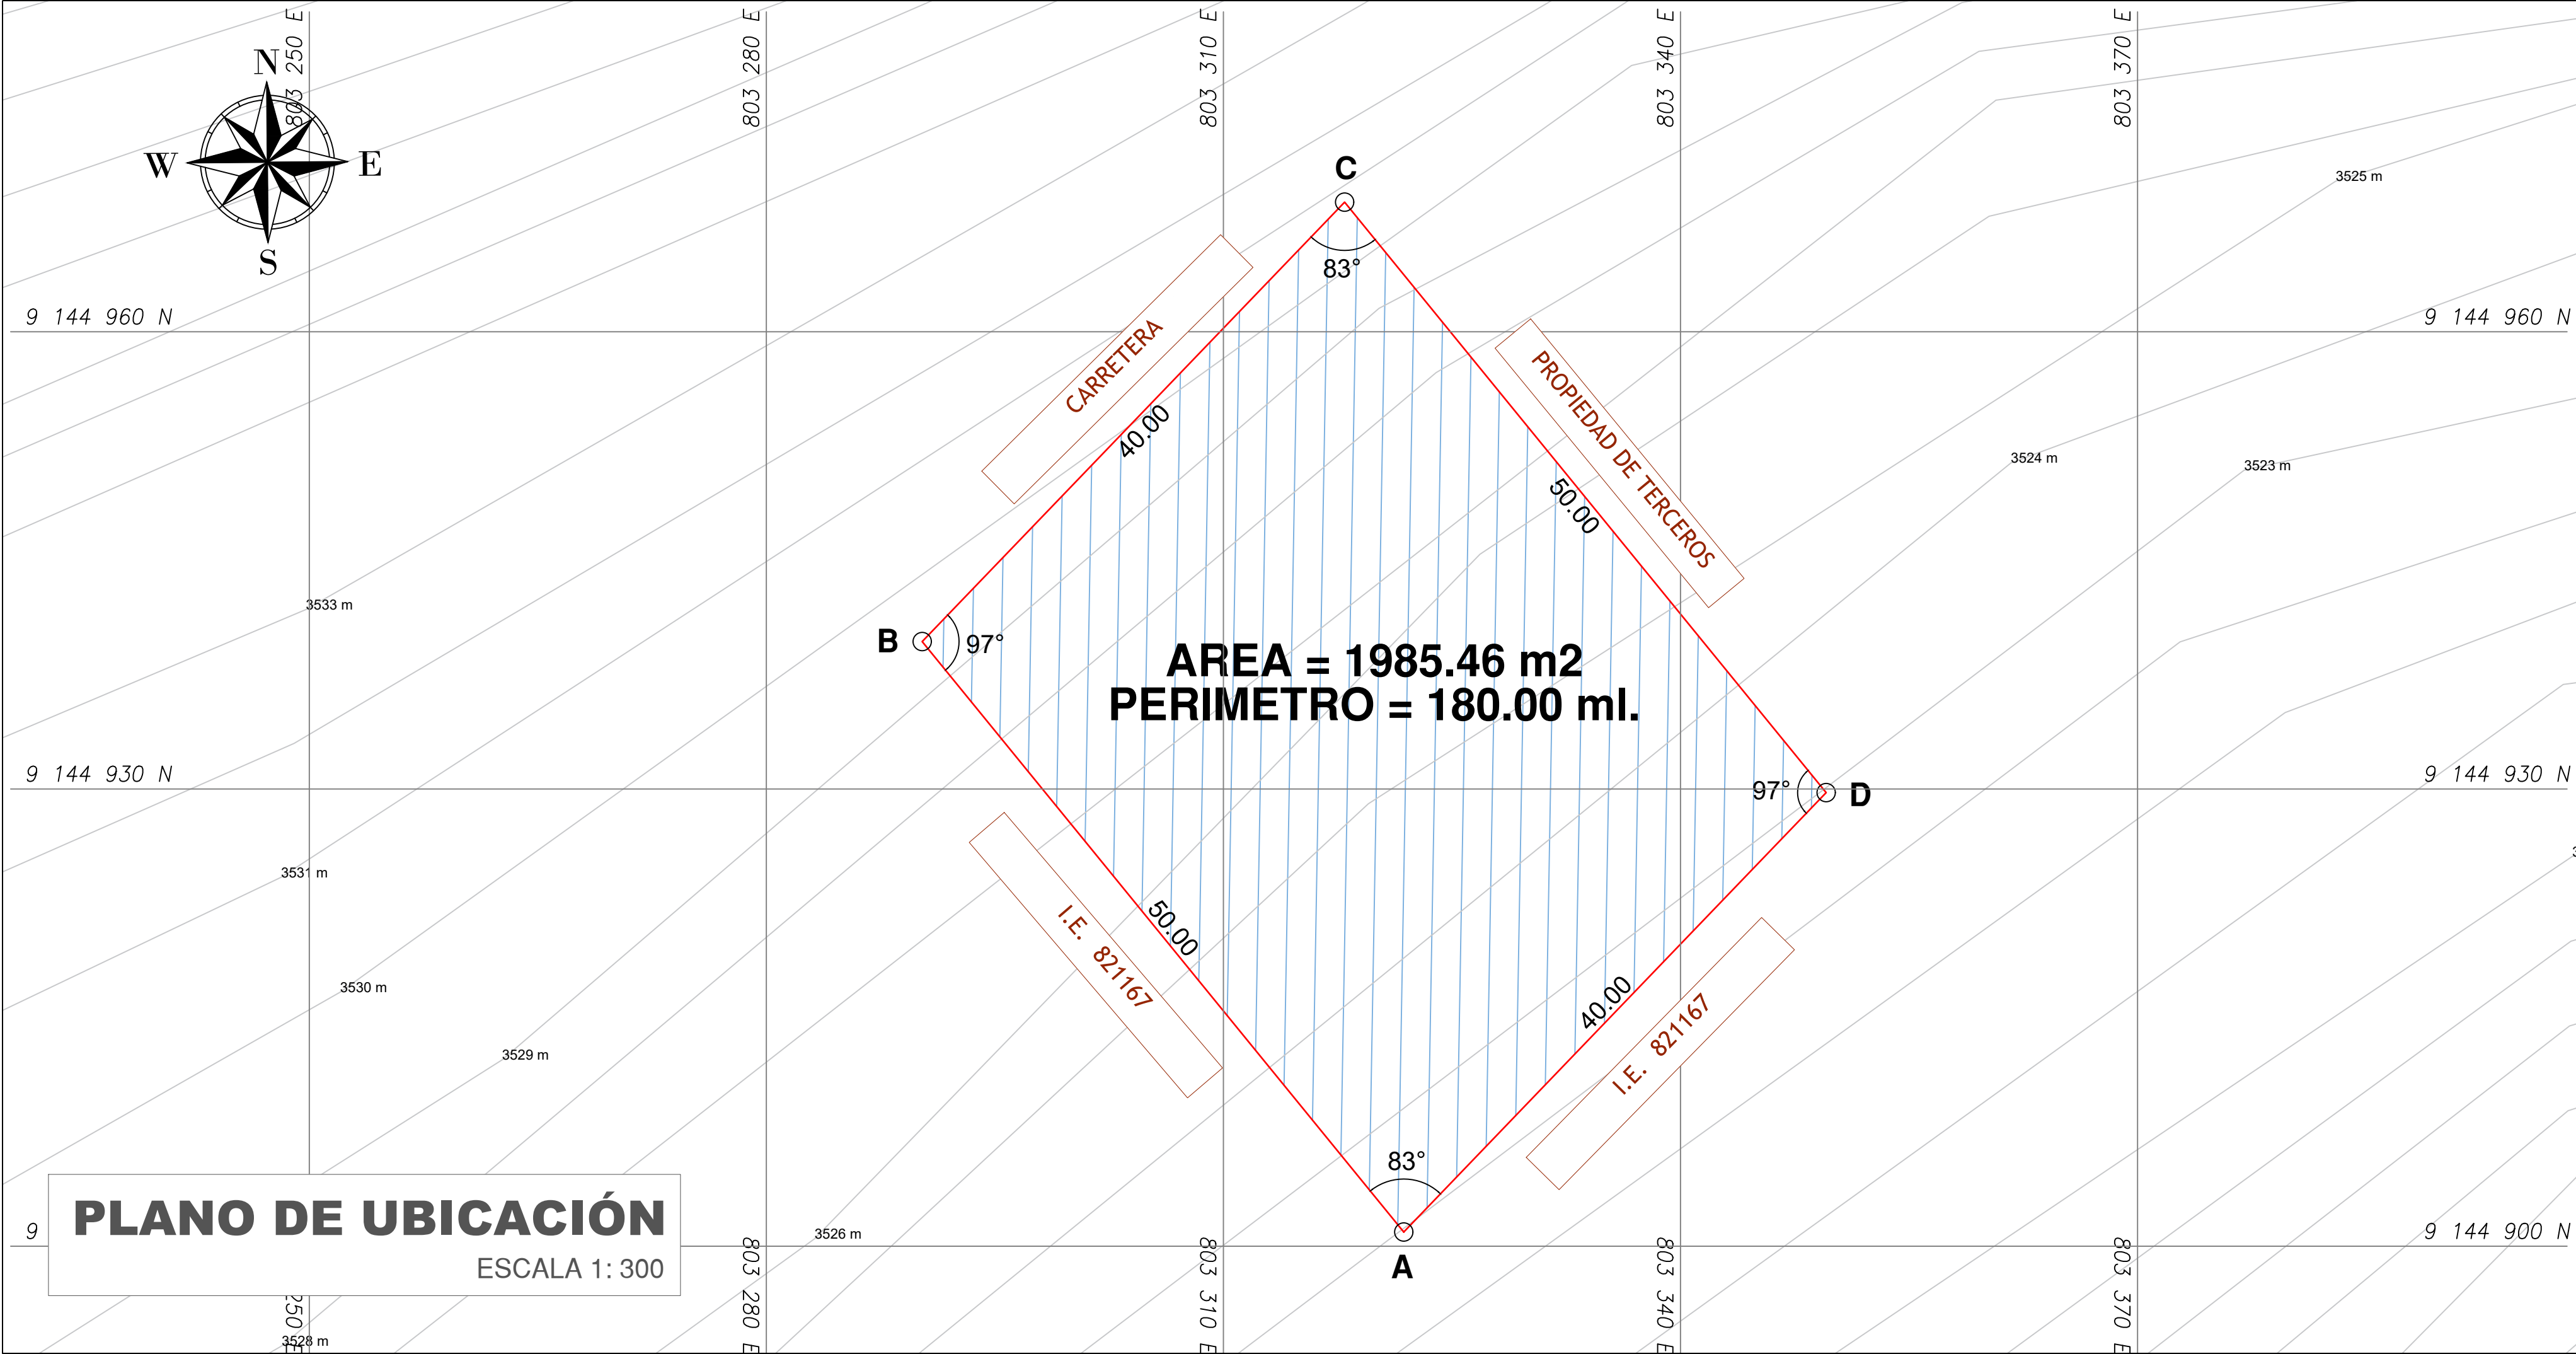 803 250 E
803 280 E
803 310 E
803 340 E
803 370 E
N
W
E
S
C
83°
3525 m
9 144 960 N
9 144 960 N
CARRETERA
40.00
PROPIEDAD DE TERCEROS
50.00
3524 m
3523 m
3533 m
B
97°
AREA = 1985.46 m2
PERIMETRO = 180.00 ml.
9 144 930 N
9 144 930 N
97°
D
3531 m
I.E. 821167
50.00
3530 m
40.00
I.E. 821167
3529 m
83°
PLANO DE UBICACIÓN
ESCALA 1: 300
9
3526 m
9 144 900 N
A
250 E
803 280 E
803 310 E
803 340 E
803 370 E
3528 m